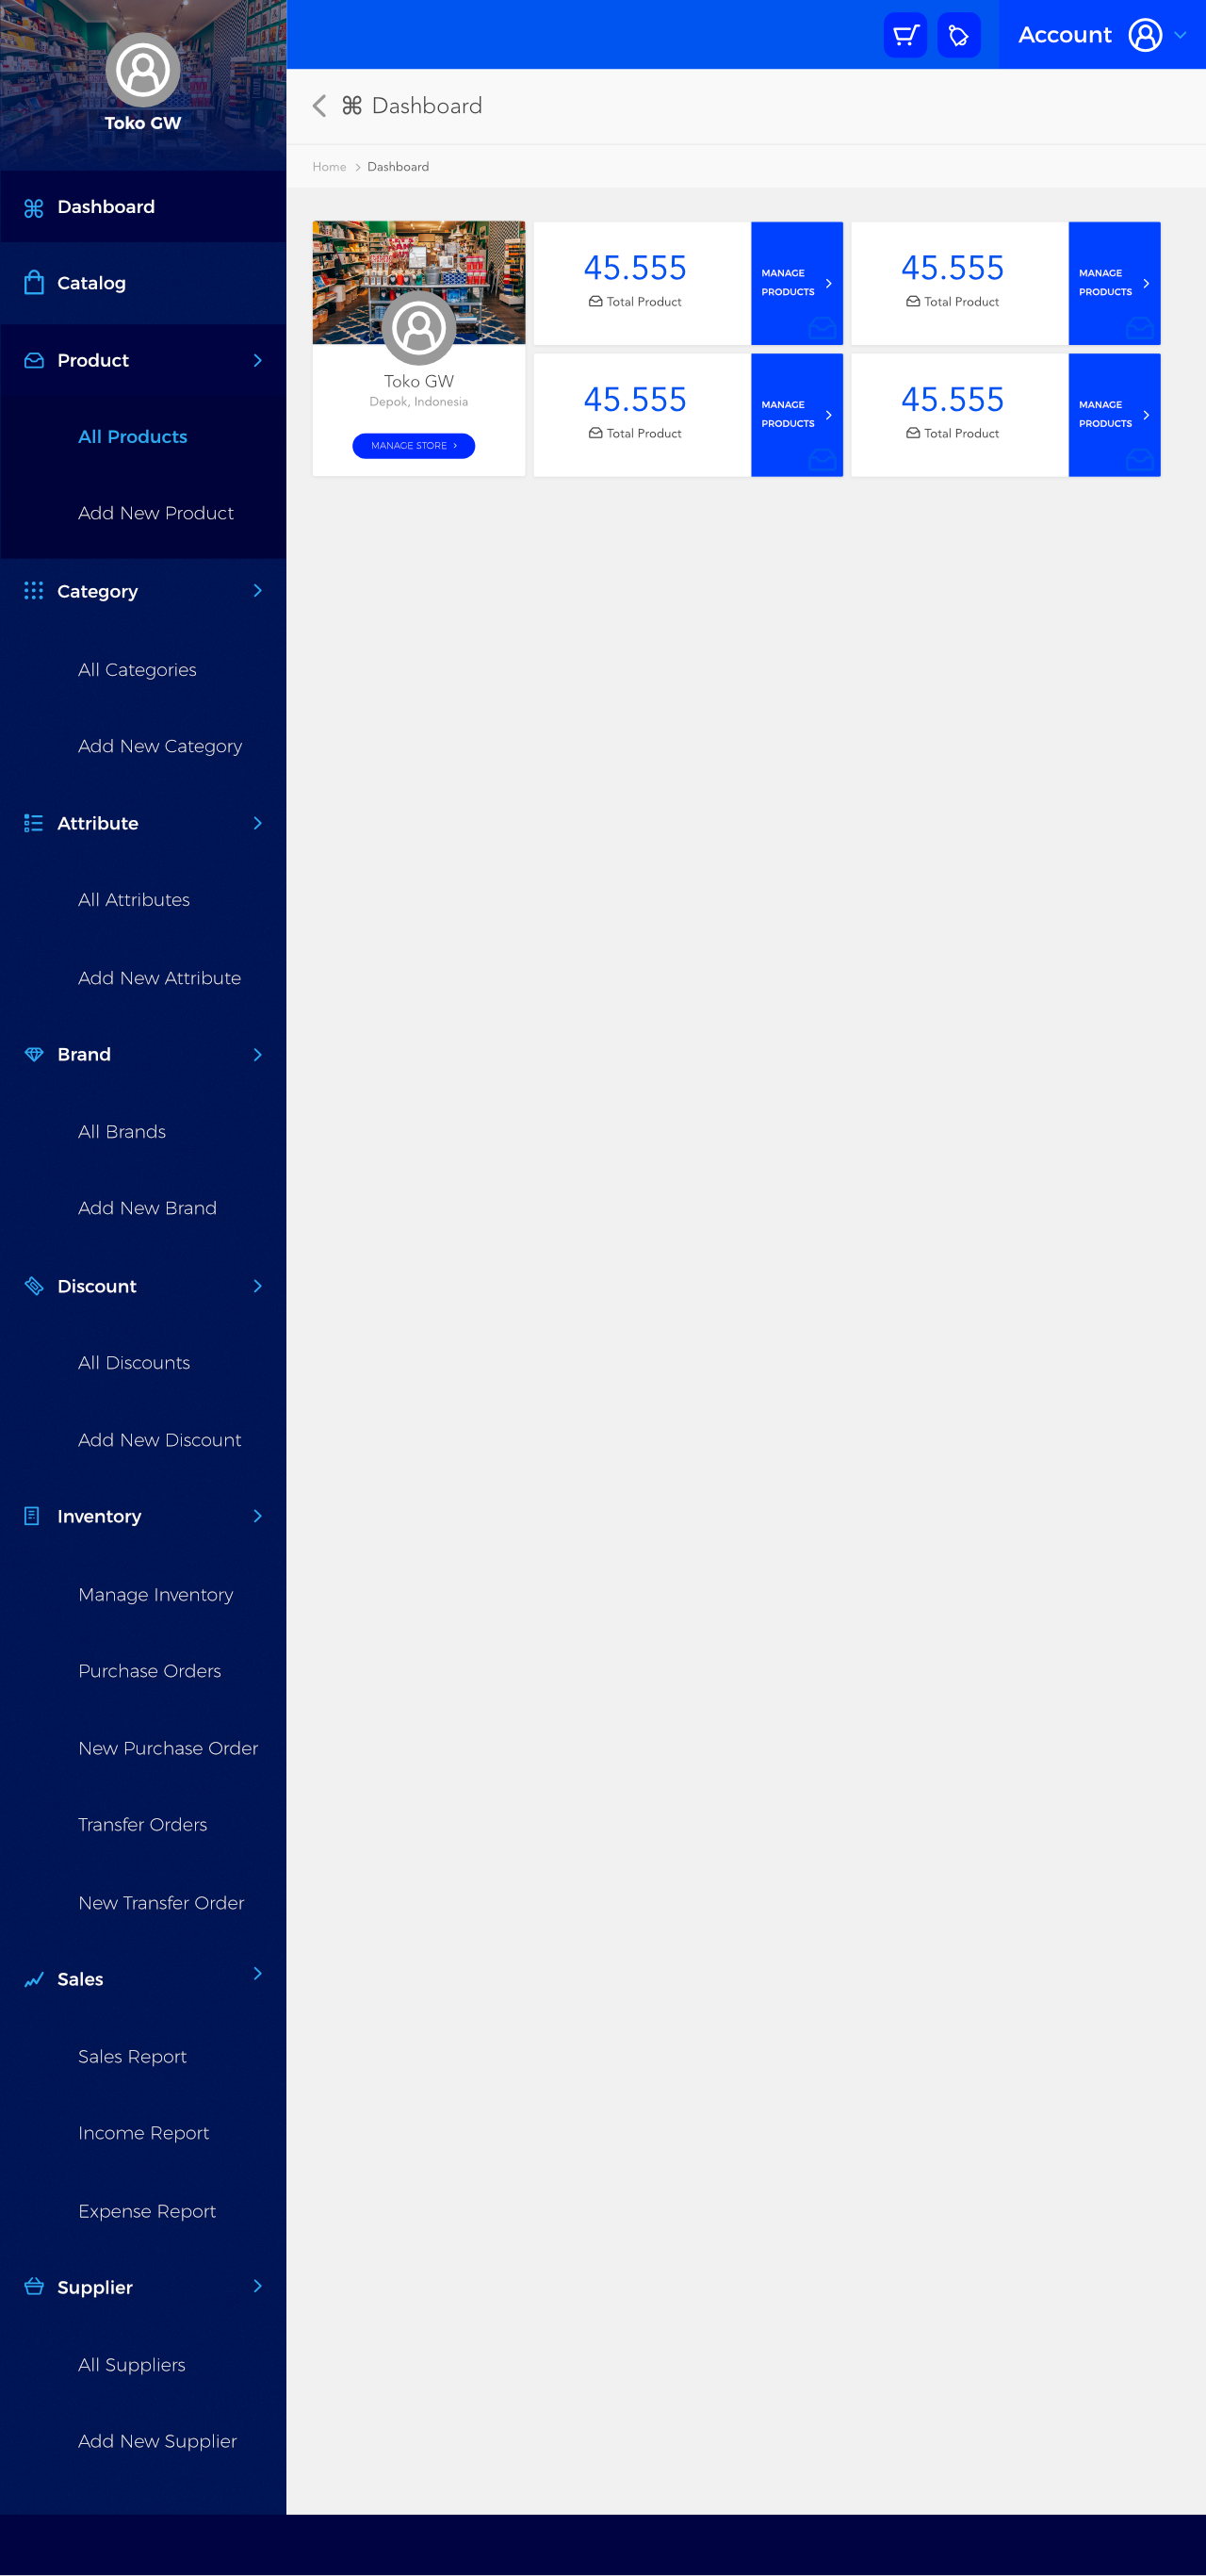 Toko GW
Dashboard
Catalog
Product
All Products
Add New Product
Category
All Categories
Add New Category
Attribute
All Attributes
Add New Attribute
Brand
All Brands
Add New Brand
Discount
All Discounts
Add New Discount
Inventory
Manage Inventory
Purchase Orders
New Purchase Order
Transfer Orders
New Transfer Order
Sales
Sales Report
Income Report
Expense Report
Supplier
All Suppliers
Add New Supplier
Account
Dashboard
Home > Dashboard
Toko GW
Depok, Indonesia
MANAGE STORE >
45.555
Total Product
MANAGE
PRODUCTS
45.555
Total Product
MANAGE
PRODUCTS
45.555
Total Product
MANAGE
PRODUCTS
45.555
Total Product
MANAGE
PRODUCTS